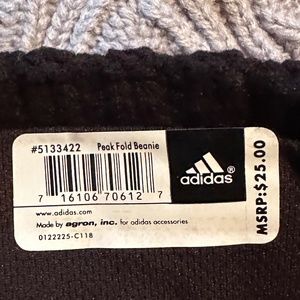 #5133422 Peak Fold Beanie
7 16106 70612 7
adidas®
MSRP:$25.00
www.adidas.com
Made by agron, inc. for adidas accessories
0122225-C118